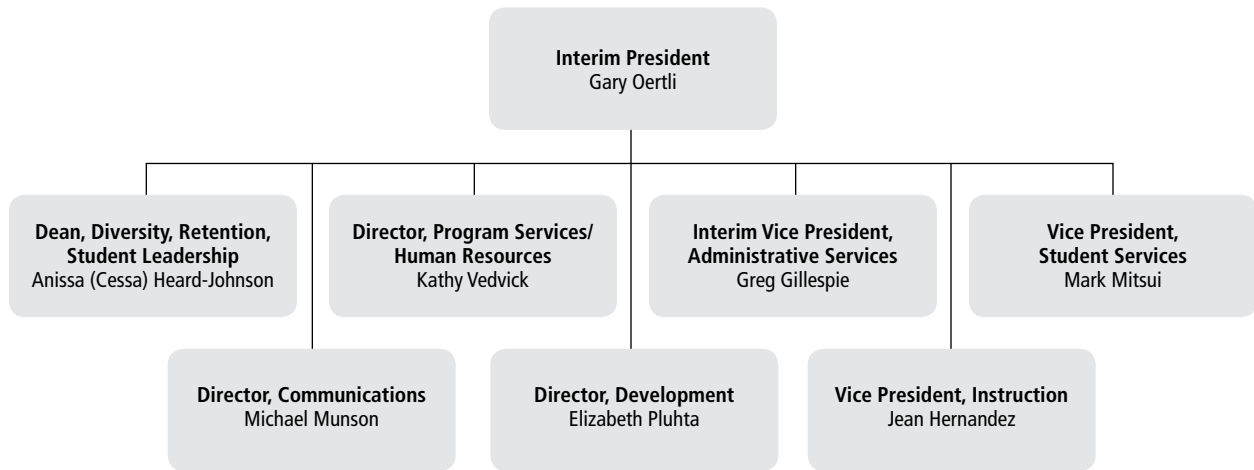 Interim President
Gary Oertli
Dean, Diversity, Retention,
Student Leadership
Anissa (Cessa) Heard-Johnson
Director, Program Services/
Human Resources
Kathy Vedvick
Interim Vice President,
Administrative Services
Greg Gillespie
Vice President,
Student Services
Mark Mitsui
Director, Communications
Michael Munson
Director, Development
Elizabeth Pluhta
Vice President, Instruction
Jean Hernandez